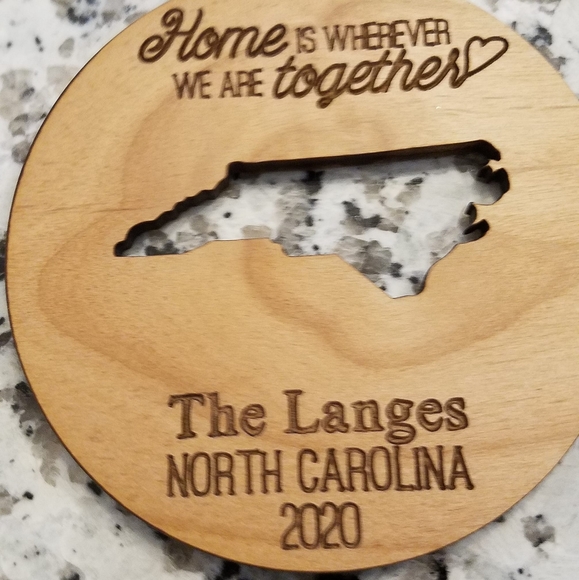 Home IS WHEREVER
WE ARE together
The Langes
NORTH CAROLINA
2020